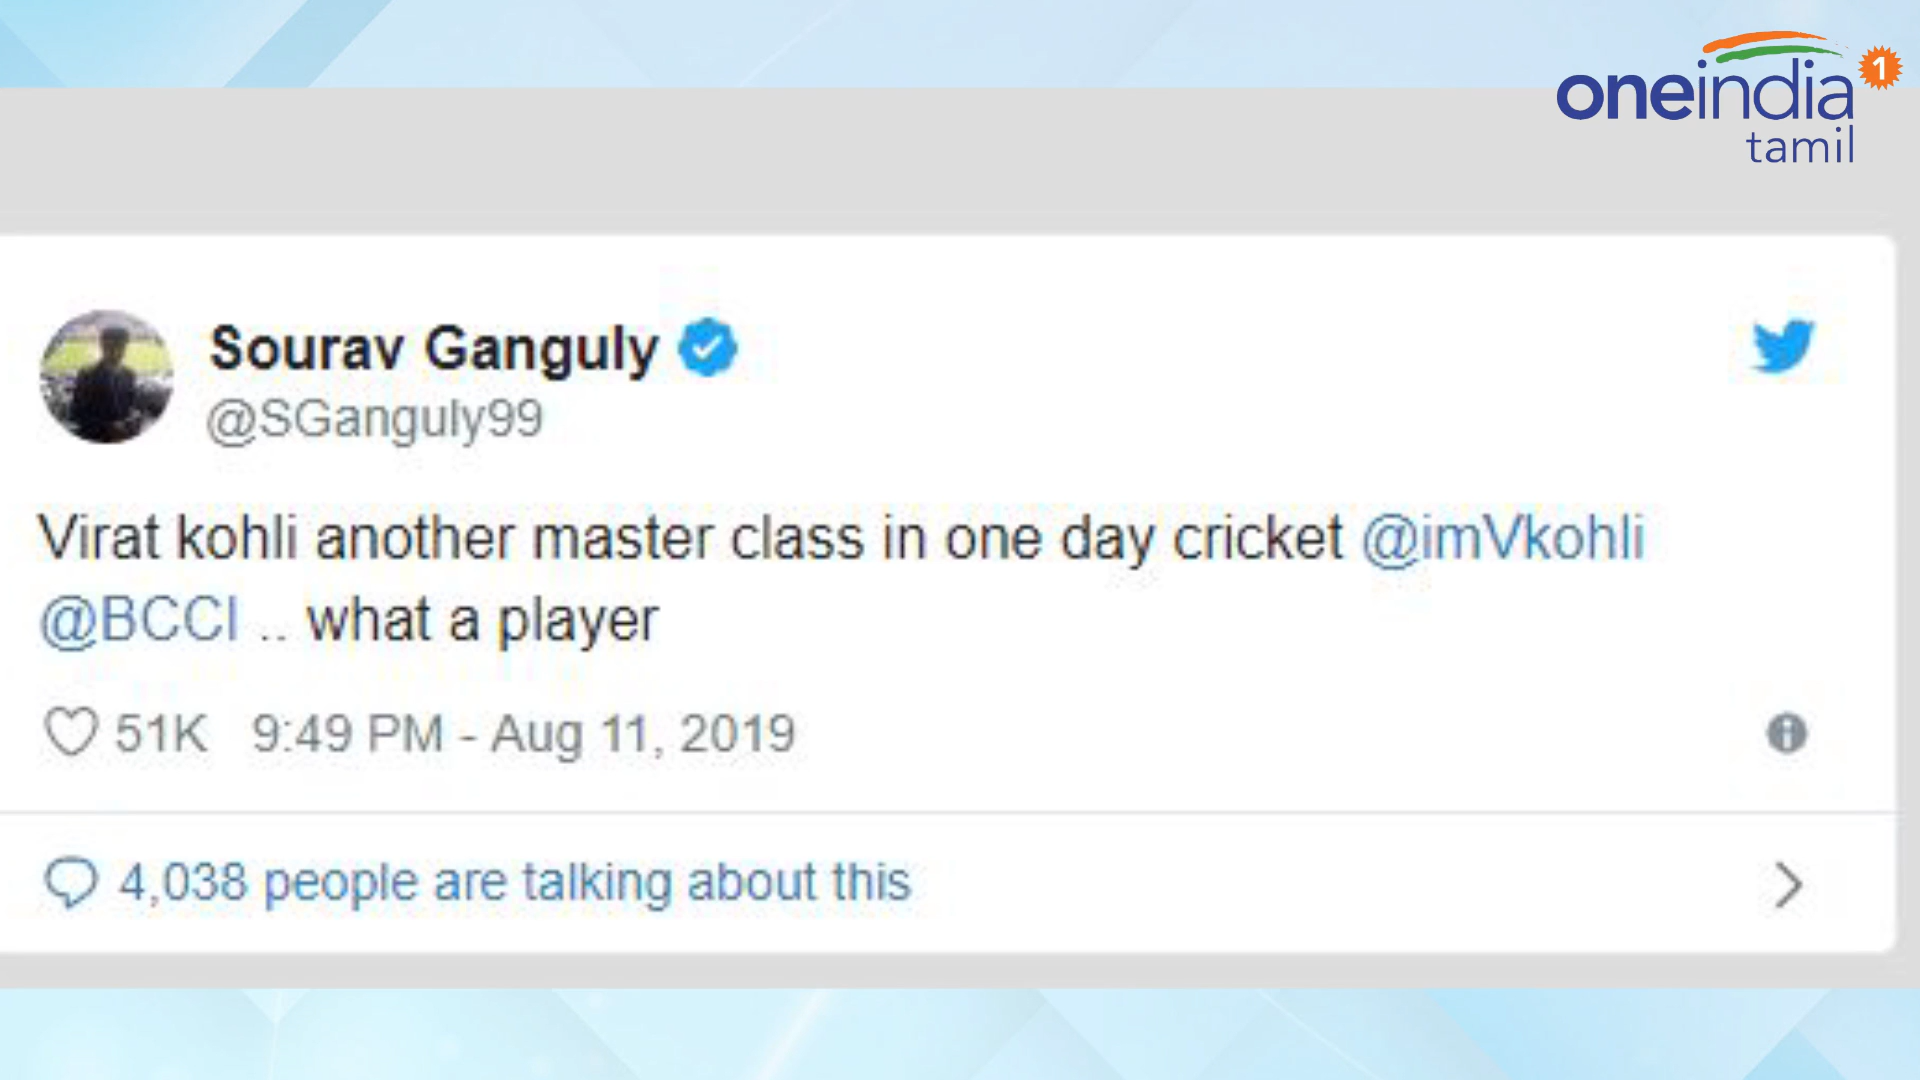 oneindia
1
tamil
Sourav Ganguly
@SGanguly99
Virat kohli another master class in one day cricket @imVkohli
@BCCI .. what a player
51K 9:49 PM - Aug 11, 2019
4,038 people are talking about this